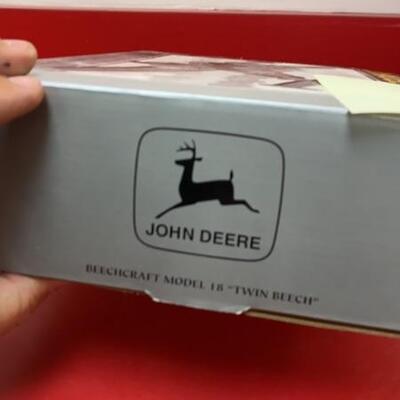 JOHN DEERE
BEECHCRAFT MODEL 18 "TWIN BEECH"